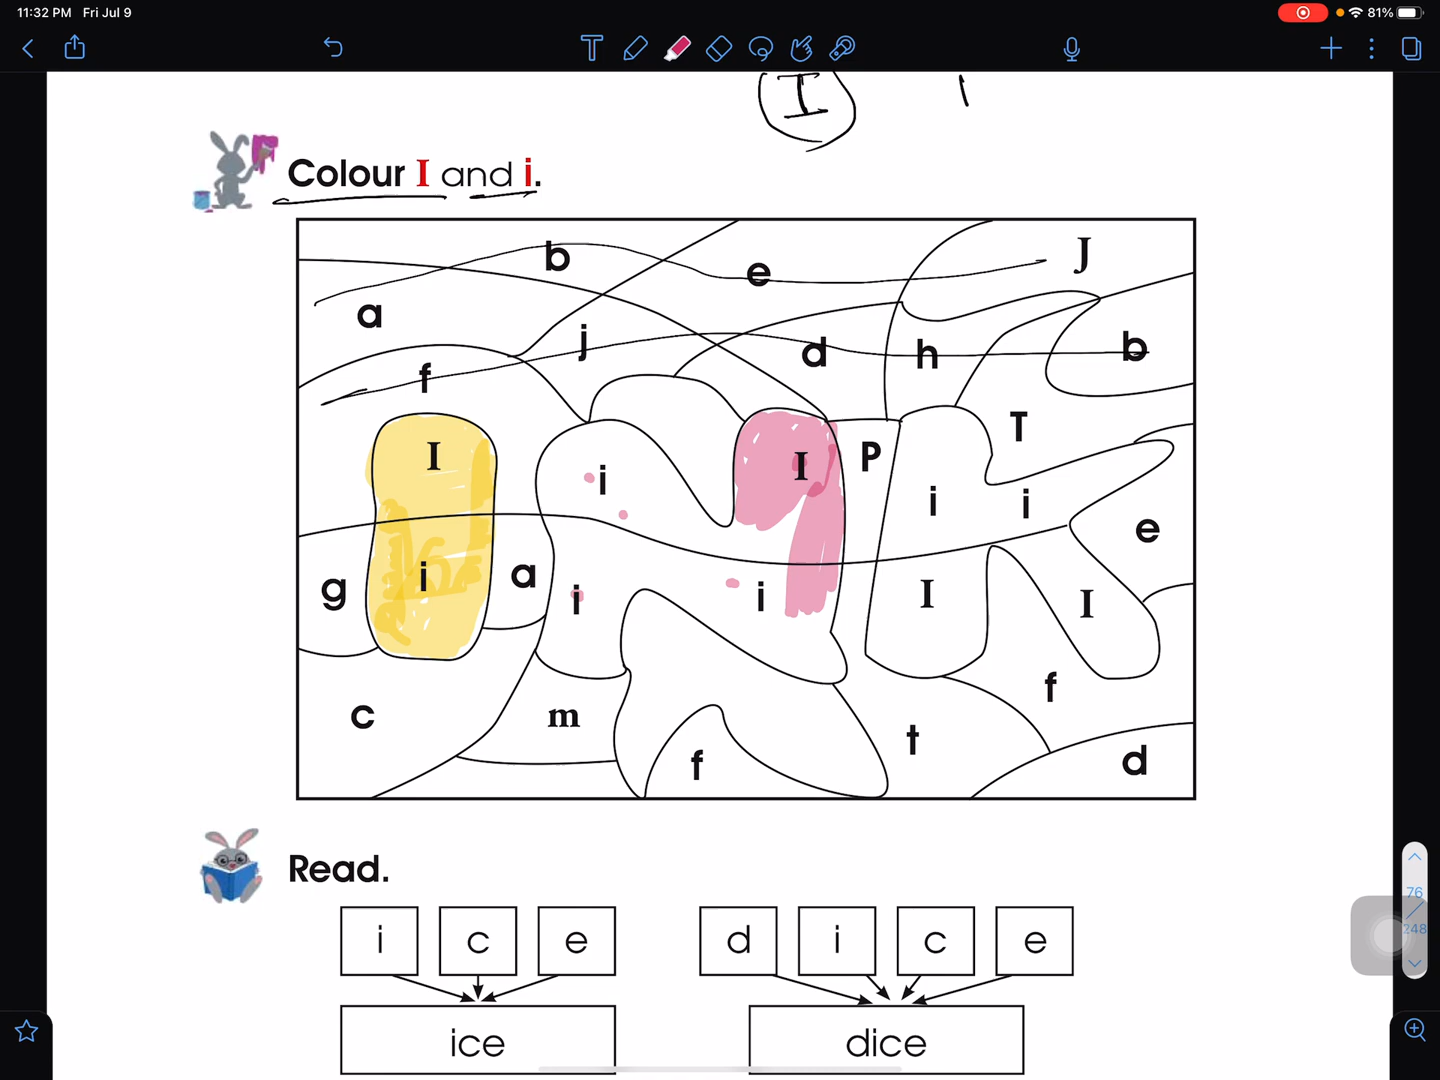 11:32 PM Fri Jul 9
81%
I I
Colour I and i.
b e J
a
j d h b
f
I i I P T
i i e
g i a i i I I
c m f
f t d
Read.
i c e d i c e
ice dice
76
248